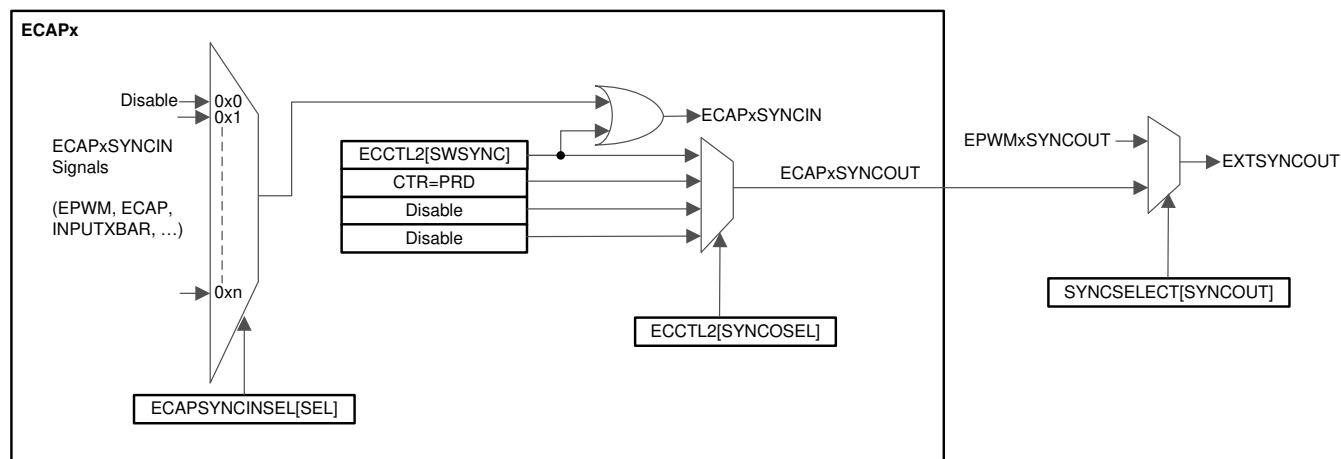 ECAPx
Disable
0x0
0x1
ECAPxSYNCIN
Signals
(EPWM, ECAP,
INPUTXBAR, …)
0xn
ECAPSYNCINSEL[SEL]
ECCTL2[SWSYNC]
CTR=PRD
Disable
Disable
ECAPxSYNCIN
ECAPxSYNCOUT
ECCTL2[SYNCOSEL]
EPWMxSYNCOUT
EXTSYNCOUT
SYNCSELECT[SYNCOUT]